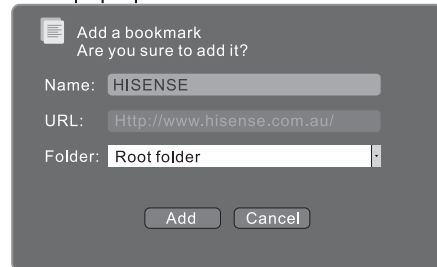 Add a bookmark
Are you sure to add it?
Name: HISENSE
URL: Http://www.hisense.com.au/
Folder: Root folder
Add Cancel